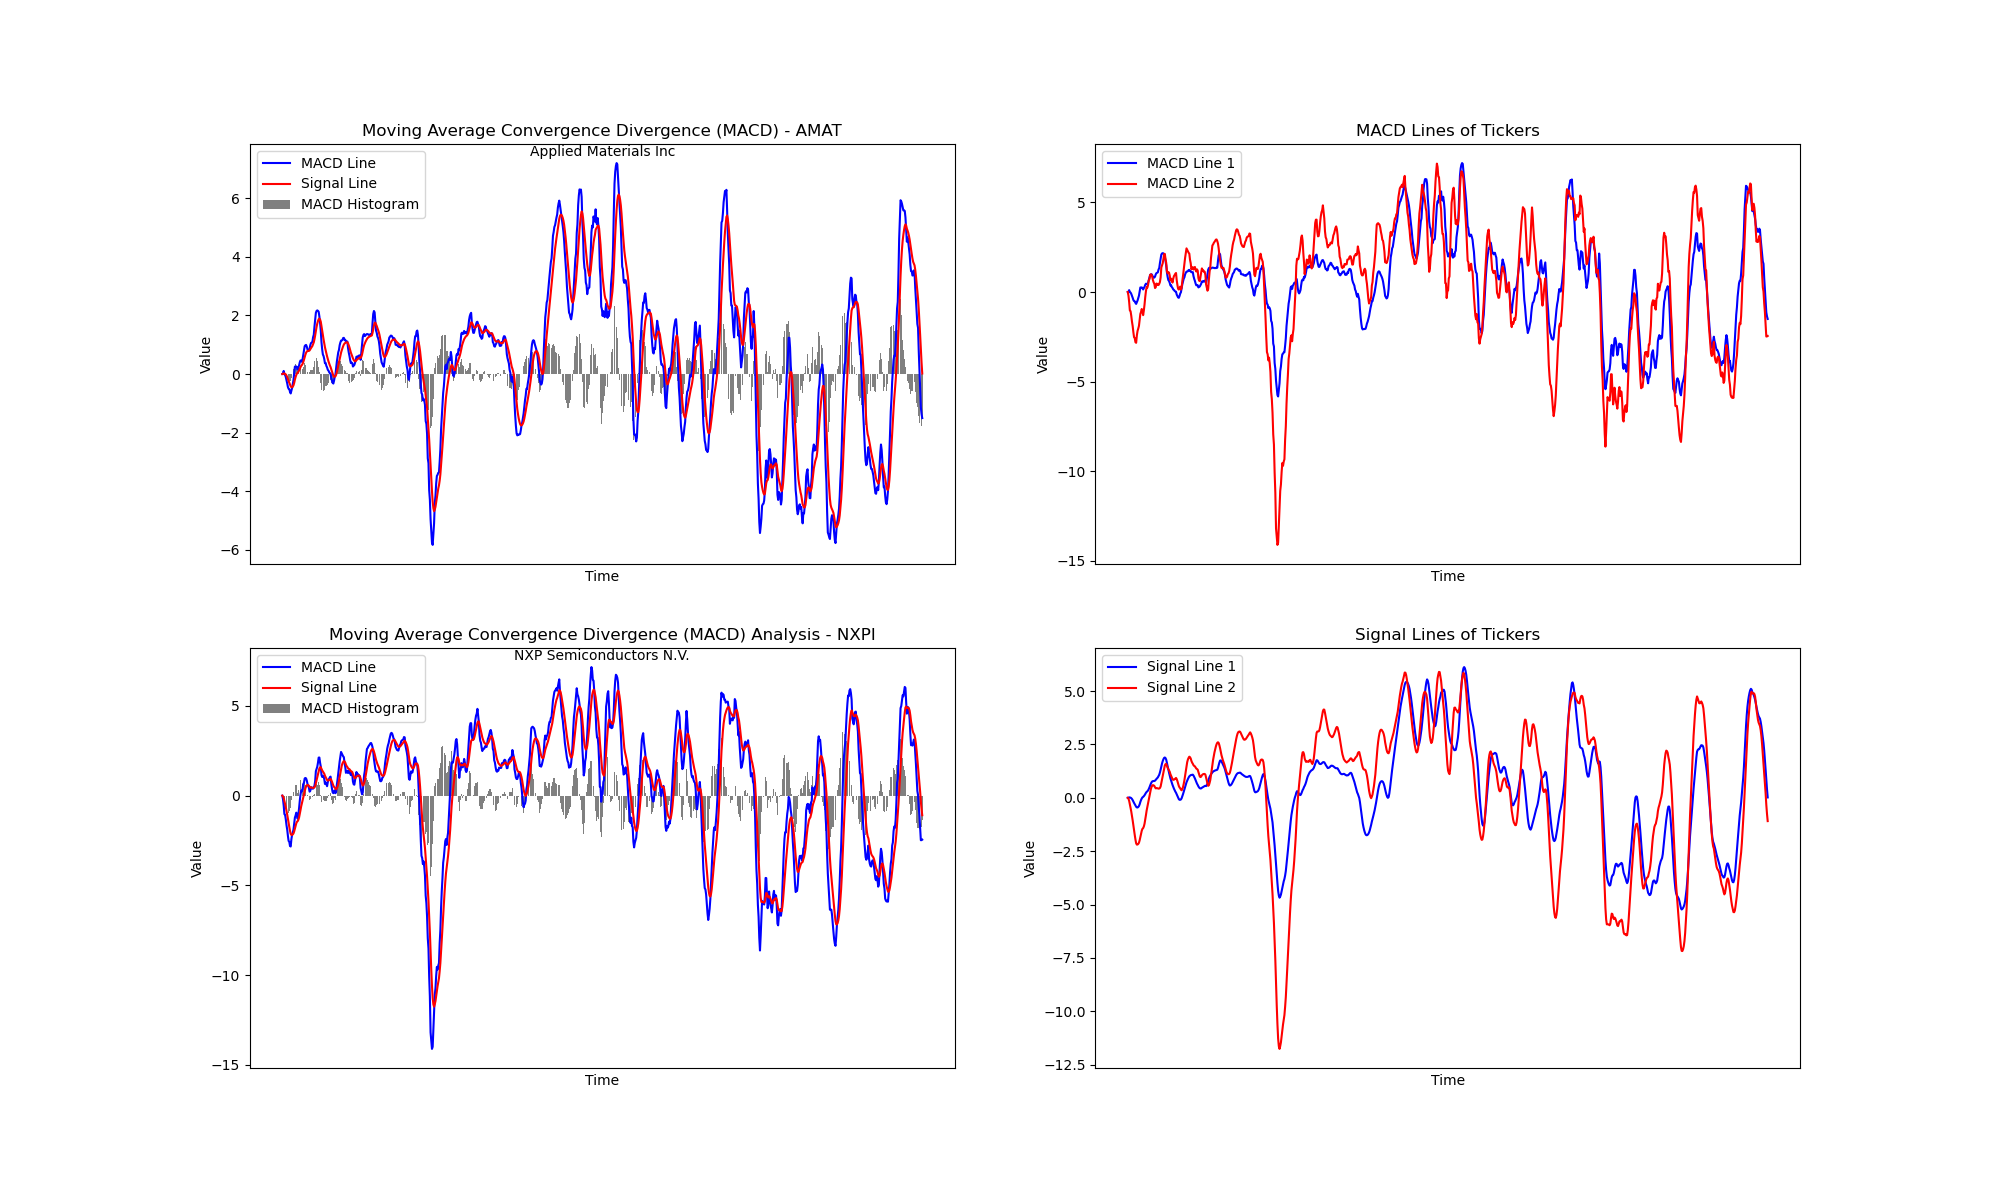 Moving Average Convergence Divergence (MACD) - AMAT
Applied Materials Inc
MACD Line
Signal Line
MACD Histogram
6
4
2
0
−2
−4
−6
Value
Time
MACD Lines of Tickers
MACD Line 1
MACD Line 2
5
0
−5
−10
−15
Value
Time
Moving Average Convergence Divergence (MACD) Analysis - NXPI
NXP Semiconductors N.V.
MACD Line
Signal Line
MACD Histogram
5
0
−5
−10
−15
Value
Time
Signal Lines of Tickers
Signal Line 1
Signal Line 2
5.0
2.5
0.0
−2.5
−5.0
−7.5
−10.0
−12.5
Value
Time